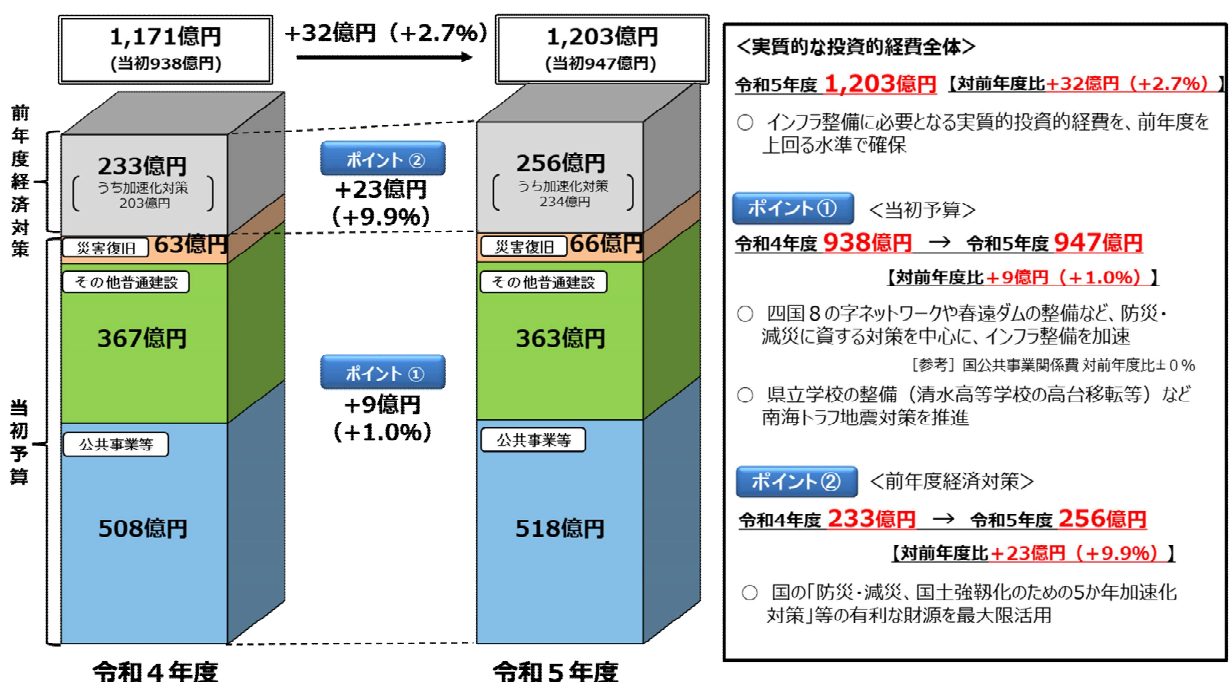 1,171億円
(当初938億円)
+32億円（+2.7%）
1,203億円
(当初947億円)
前年度経済対策
233億円
うち加速化対策
203億円
ポイント ②
+23億円
(+9.9%)
256億円
うち加速化対策
234億円
災害復旧 63億円
災害復旧 66億円
当初予算
その他普通建設
367億円
その他普通建設
363億円
ポイント ①
+9億円
(+1.0%)
公共事業等
508億円
公共事業等
518億円
令和４年度
令和５年度
＜実質的な投資的経費全体＞
令和5年度 1,203億円 【対前年度比+32億円（+2.7%）】
○ インフラ整備に必要となる実質的投資的経費を、前年度を
上回る水準で確保
ポイント① ＜当初予算＞
令和4年度 938億円 → 令和5年度 947億円
【対前年度比+9億円（+1.0%）】
○ 四国８の字ネットワークや春遠ダムの整備など、防災・
減災に資する対策を中心に、インフラ整備を加速
［参考］国公共事業関係費 対前年度比±０％
○ 県立学校の整備（清水高等学校の高台移転等）など
南海トラフ地震対策を推進
ポイント② ＜前年度経済対策＞
令和4年度 233億円 → 令和5年度 256億円
【対前年度比+23億円（+9.9%）】
○ 国の「防災・減災、国土強靱化のための5か年加速化
対策」等の有利な財源を最大限活用